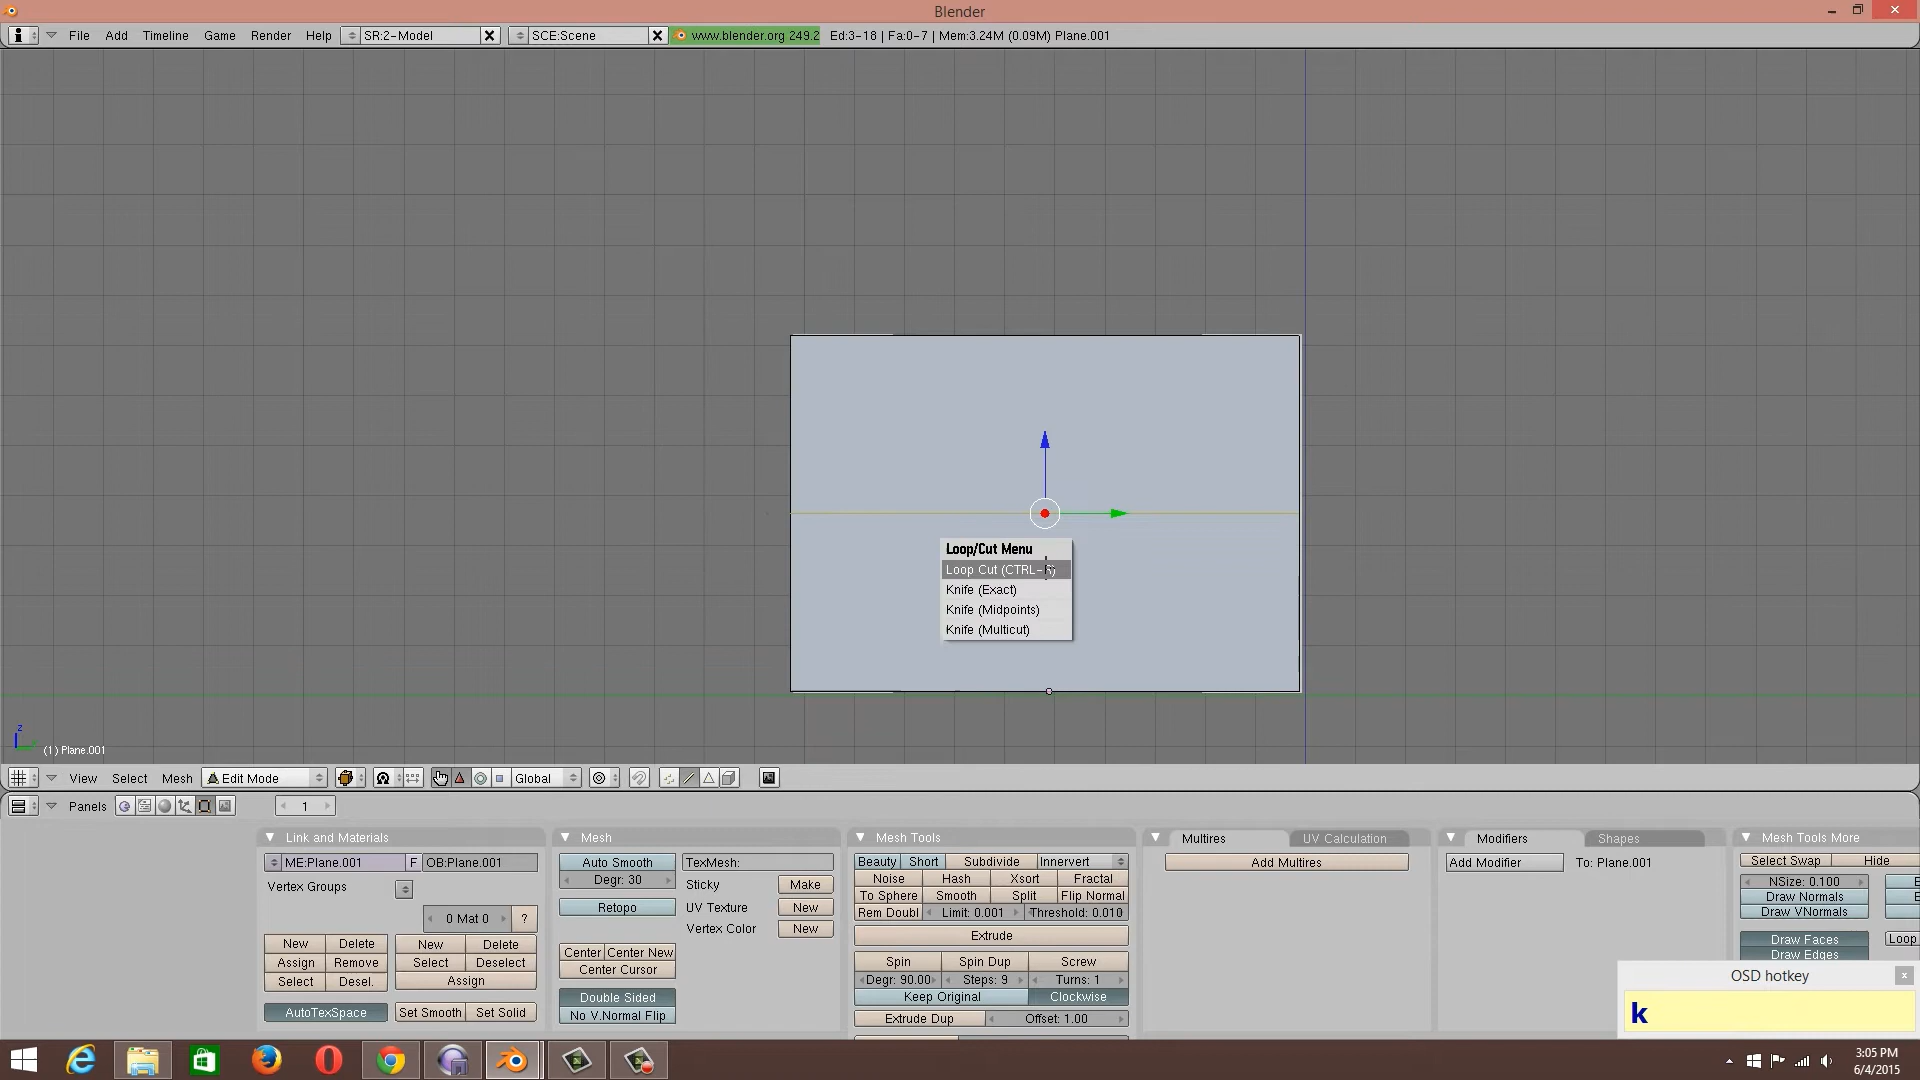 Blender
File Add Timeline Game Render Help SR:2-Model SCE:Scene www.blender.org 249.2 Ed:3-18 | Fa:0-7 | Mem:3.24M (0.09M) Plane.001
Loop/Cut Menu
Loop Cut (CTRL-
Knife (Exact)
Knife (Midpoints)
Knife (Multicut)
z
(1) Plane.001
View Select Mesh Edit Mode Global
Panels 1
Link and Materials
ME:Plane.001 F OB:Plane.001
Vertex Groups
0 Mat 0 ?
New Delete New Delete
Assign Remove Select Deselect
Select Desel. Assign
AutoTexSpace Set Smooth Set Solid
Mesh
Auto Smooth TexMesh:
Degr: 30 Sticky Make
Retopo UV Texture New
Vertex Color New
Center Center New
Center Cursor
Double Sided
No V.Normal Flip
Mesh Tools
Beauty Short Subdivide Innervert
Noise Hash Xsort Fractal
To Sphere Smooth Split Flip Normal
Rem Doubl Limit: 0.001 Threshold: 0.010
Extrude
Spin Spin Dup Screw
Degr: 90.00 Steps: 9 Turns: 1
Keep Original Clockwise
Extrude Dup Offset: 1.00
Multires UV Calculation
Add Multires
Modifiers Shapes
Add Modifier To: Plane.001
Mesh Tools More
Select Swap Hide
NSize: 0.100
Draw Normals
Draw VNormals
Draw Faces Loop
Draw Edges
OSD hotkey x
k
3:05 PM
6/4/2015